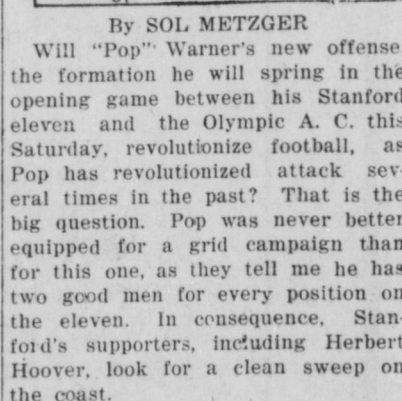 By SOL METZGER
Will "Pop" Warner's new offense
the formation he will spring in the
opening game between his Stanford
eleven and the Olympic A. C. this
Saturday, revolutionize football, as
Pop has revolutionized attack sev
eral times in the past? That is the
big question. Pop was never better
equipped for a grid campaign than
for this one, as they tell me he has
two good men for every position on
the eleven. In consequence, Stan
ford's supporters, including Herbert
Hoover, look for a clean sweep on
the coast.